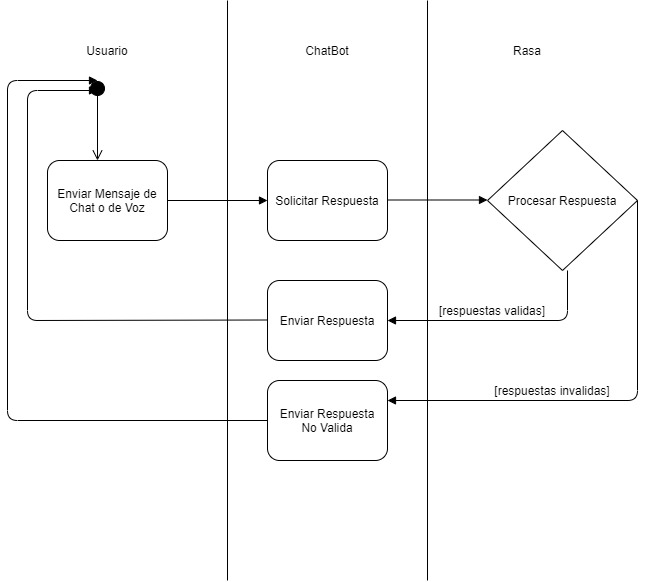 Usuario
ChatBot
Rasa
Enviar Mensaje de
Chat o de Voz
Solicitar Respuesta
Procesar Respuesta
Enviar Respuesta
[respuestas validas]
[respuestas invalidas]
Enviar Respuesta
No Valida